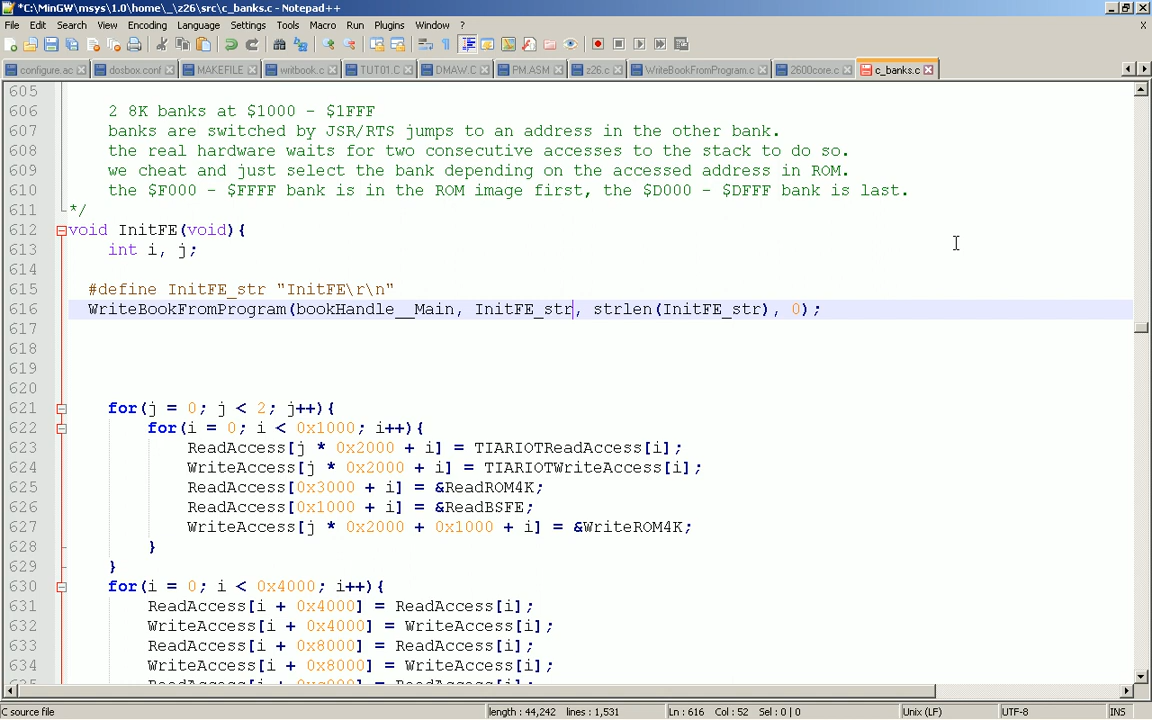 *C:\MinGW\msys\1.0\home\_\z26\src\c_banks.c - Notepad++
File Edit Search View Encoding Language Settings Tools Macro Run Plugins Window ? X
configure.ac dosbox.conf MAKEFILE writbook.c TUT01.C DMAW.C PM.ASM z26.c WriteBookFromProgram.c 2600core.c c_banks.c
605
606 2 8K banks at $1000 - $1FFF
607 banks are switched by JSR/RTS jumps to an address in the other bank.
608 the real hardware waits for two consecutive accesses to the stack to do so.
609 we cheat and just select the bank depending on the accessed address in ROM.
610 the $F000 - $FFFF bank is in the ROM image first, the $D000 - $DFFF bank is last.
611 */
612 void InitFE(void){
613 int i, j;
614
615 #define InitFE_str "InitFE\r\n"
616 WriteBookFromProgram(bookHandle__Main, InitFE_str, strlen(InitFE_str), 0);
617
618
619
620
621 for(j = 0; j < 2; j++){
622 for(i = 0; i < 0x1000; i++){
623 ReadAccess[j * 0x2000 + i] = TIARIOTReadAccess[i];
624 WriteAccess[j * 0x2000 + i] = TIARIOTWriteAccess[i];
625 ReadAccess[0x3000 + i] = &ReadROM4K;
626 ReadAccess[0x1000 + i] = &ReadBSFE;
627 WriteAccess[j * 0x2000 + 0x1000 + i] = &WriteROM4K;
628 }
629 }
630 for(i = 0; i < 0x4000; i++){
631 ReadAccess[i + 0x4000] = ReadAccess[i];
632 WriteAccess[i + 0x4000] = WriteAccess[i];
633 ReadAccess[i + 0x8000] = ReadAccess[i];
634 WriteAccess[i + 0x8000] = WriteAccess[i];
C source file length : 44,242 lines : 1,531 Ln : 616 Col : 52 Sel : 0 | 0 Unix (LF) UTF-8 INS